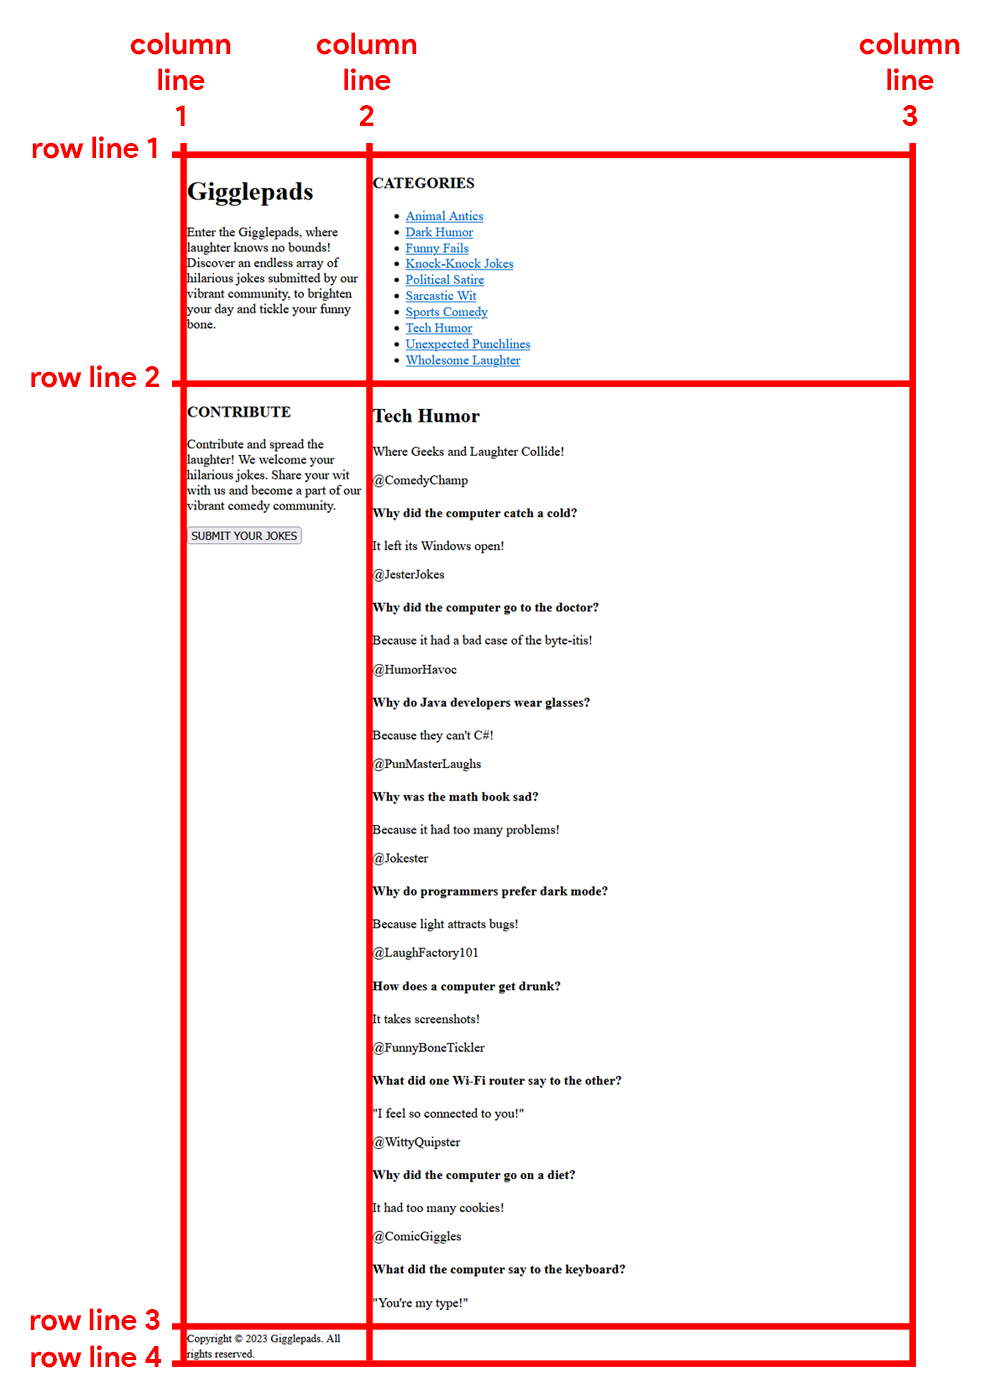 column
line
1
column
line
2
column
line
3
row line 1
Gigglepads
Enter the Gigglepads, where
laughter knows no bounds!
Discover an endless array of
hilarious jokes submitted by our
vibrant community, to brighten
your day and tickle your funny
bone.
CATEGORIES
Animal Antics
Dark Humor
Funny Fails
Knock-Knock Jokes
Political Satire
Sarcastic Wit
Sports Comedy
Tech Humor
Unexpected Punchlines
Wholesome Laughter
row line 2
CONTRIBUTE
Contribute and spread the
laughter! We welcome your
hilarious jokes. Share your wit
with us and become a part of our
vibrant comedy community.
SUBMIT YOUR JOKES
Tech Humor
Where Geeks and Laughter Collide!
@ComedyChamp
Why did the computer catch a cold?
It left its Windows open!
@JesterJokes
Why did the computer go to the doctor?
Because it had a bad case of the byte-itis!
@HumorHavoc
Why do Java developers wear glasses?
Because they can't C#!
@PunMasterLaughs
Why was the math book sad?
Because it had too many problems!
@Jokester
Why do programmers prefer dark mode?
Because light attracts bugs!
@LaughFactory101
How does a computer get drunk?
It takes screenshots!
@FunnyBoneTickler
What did one Wi-Fi router say to the other?
"I feel so connected to you!"
@WittyQuipster
Why did the computer go on a diet?
It had too many cookies!
@ComicGiggles
What did the computer say to the keyboard?
"You're my type!"
row line 3
Copyright © 2023 Gigglepads. All
rights reserved.
row line 4